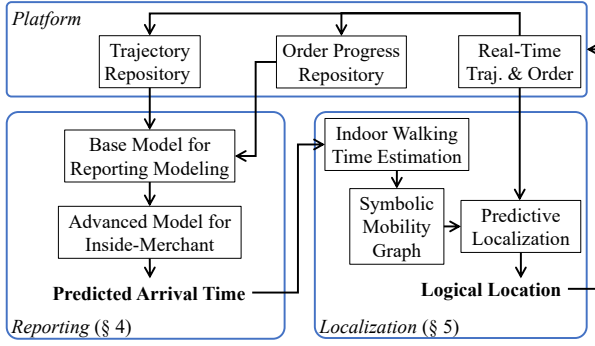 Platform
Trajectory
Repository
Order Progress
Repository
Real-Time
Traj. & Order
Base Model for
Reporting Modeling
Advanced Model for
Inside-Merchant
Predicted Arrival Time
Reporting (§ 4)
Indoor Walking
Time Estimation
Symbolic
Mobility
Graph
Predictive
Localization
Logical Location
Localization (§ 5)